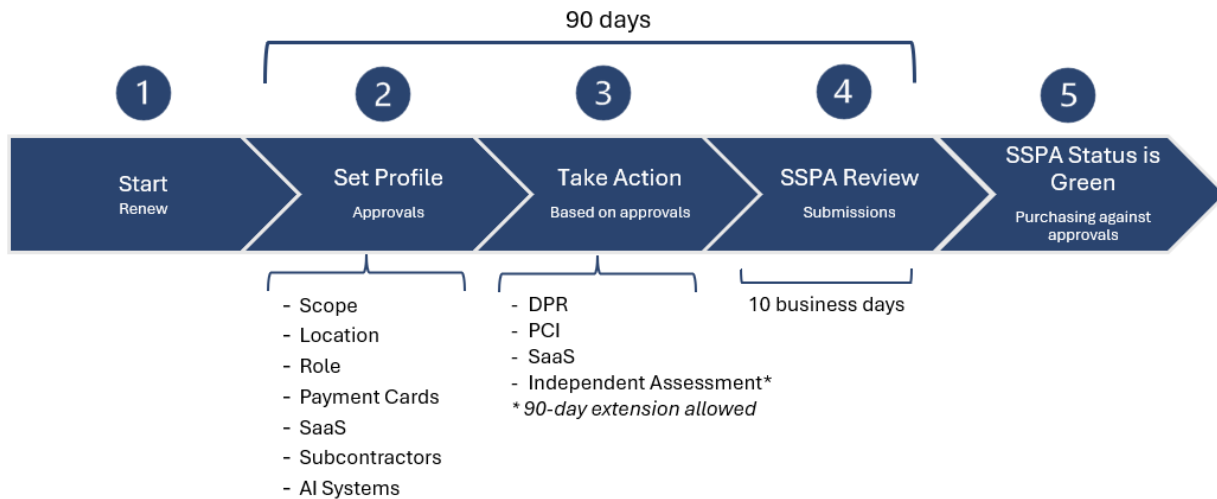 90 days
1
2
3
4
5
Start
Renew
Set Profile
Approvals
Take Action
Based on approvals
SSPA Review
Submissions
SSPA Status is
Green
Purchasing against
approvals
- Scope
- Location
- Role
- Payment Cards
- SaaS
- Subcontractors
- AI Systems
- DPR
- PCI
- SaaS
- Independent Assessment*
* 90-day extension allowed
10 business days